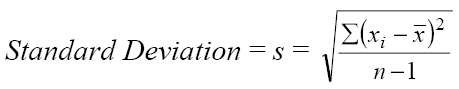 Standard Deviation = s = √(Σ(xᵢ − x̄)² / (n − 1))